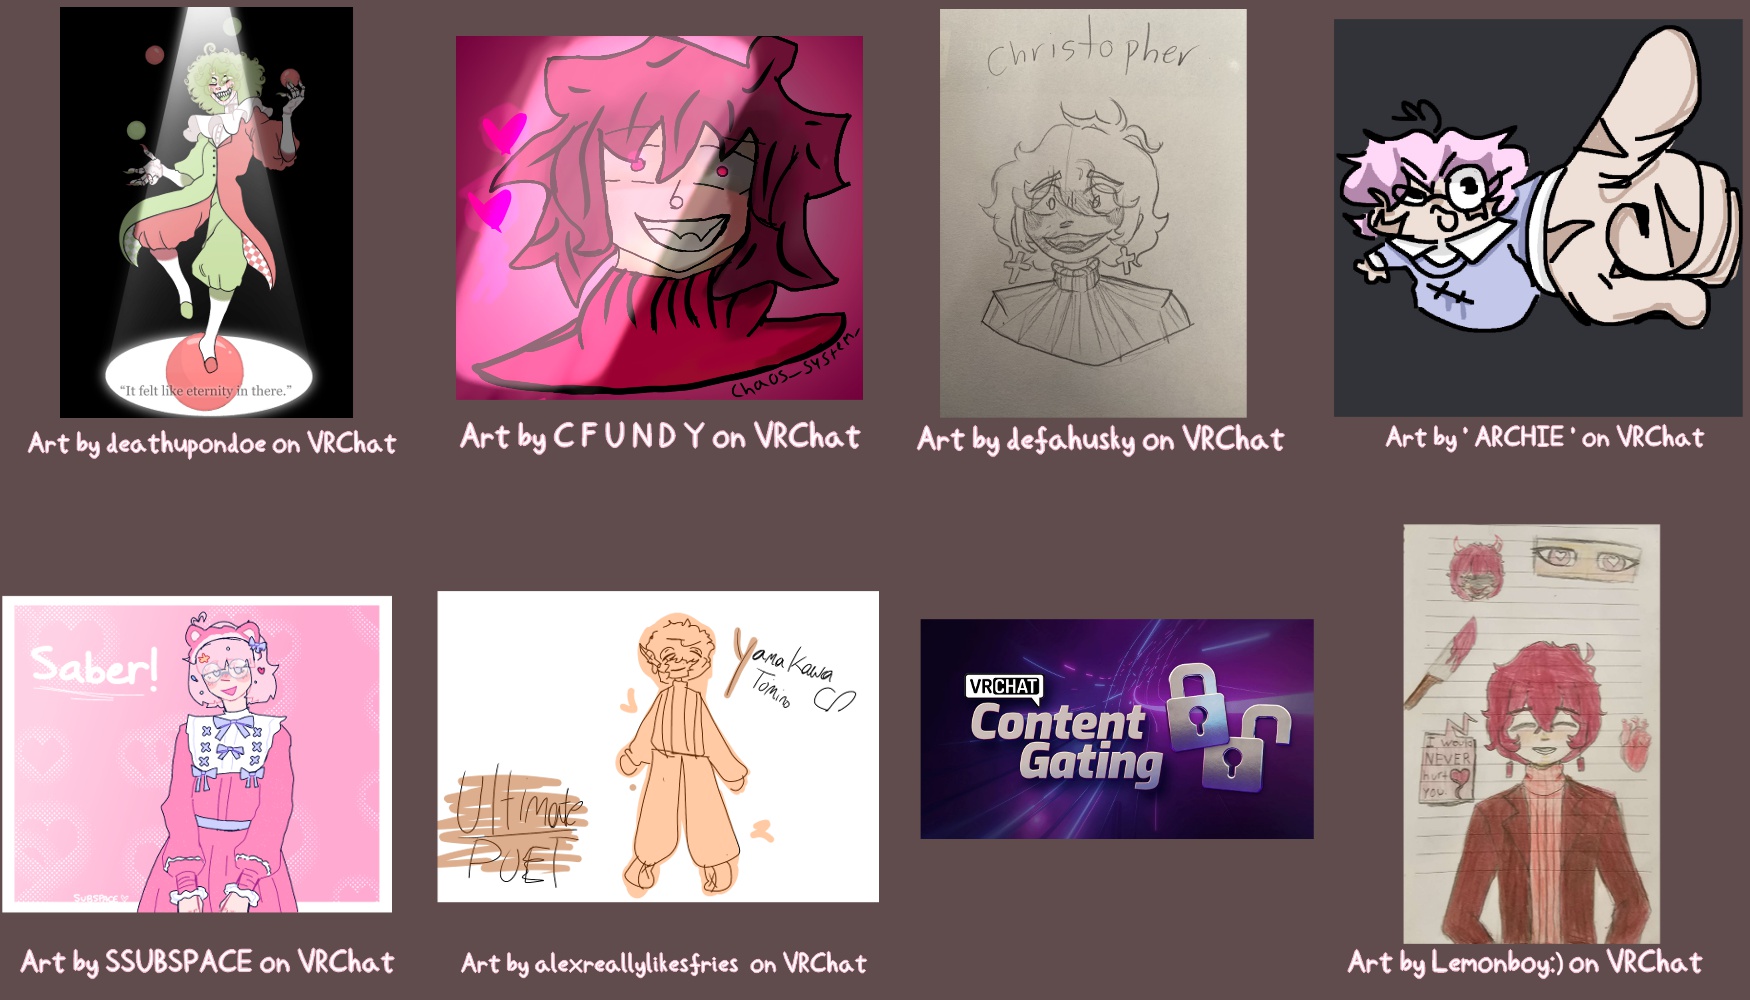 "It felt like eternity in there."
Art by deathupondoe on VRChat
chaos_system_
Art by C F U N D Y on VRChat
christopher
Art by defahusky on VRChat
Art by ' ARCHIE ' on VRChat
Saber!
SUBSPACE
Art by SSUBSPACE on VRChat
Yamakawa
Tomino
Ultimate
POET
Art by alexreallylikesfries on VRChat
VRCHAT
Content
Gating
I would
NEVER
hurt
you.
Art by Lemonboy:) on VRChat